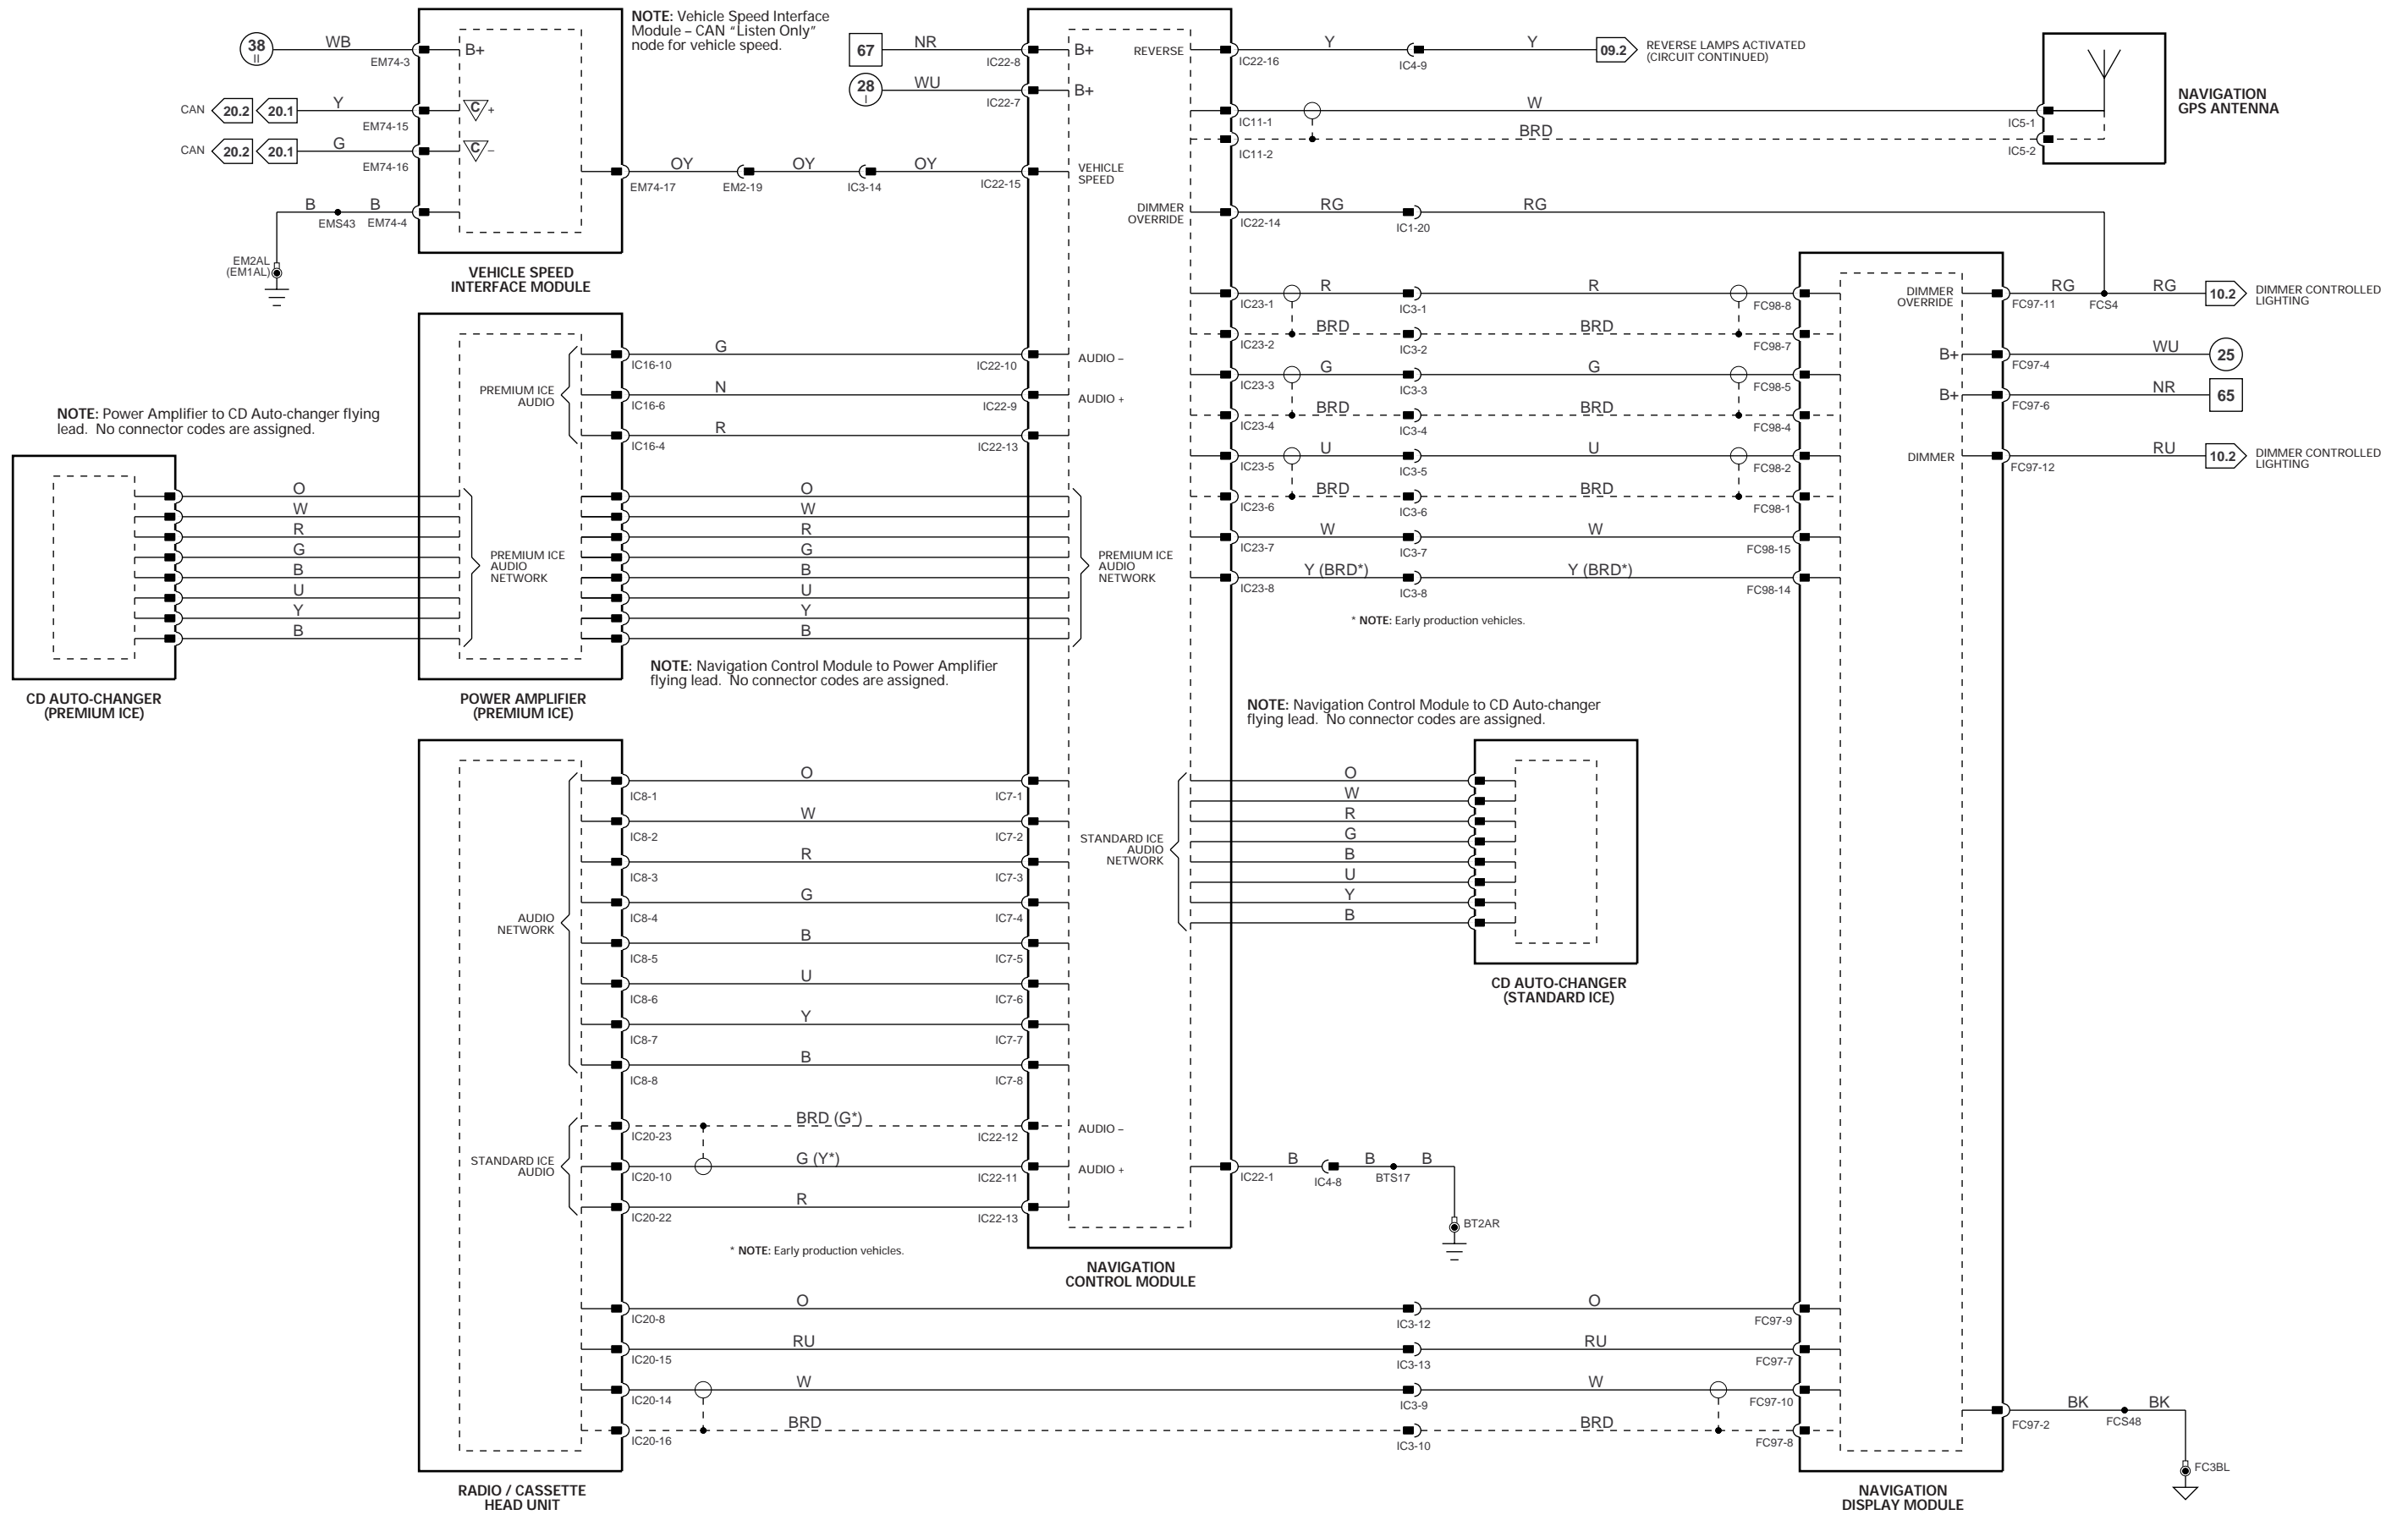 38
II
WB
EM74-3
B+
NOTE: Vehicle Speed Interface
Module – CAN “Listen Only”
node for vehicle speed.
CAN
20.2
20.1
Y
EM74-15
C
+
CAN
20.2
20.1
G
EM74-16
C
–
B
EMS43
B
EM74-4
EM2AL
(EM1AL)
VEHICLE SPEED
INTERFACE MODULE
EM74-17
OY
EM2-19
OY
IC3-14
OY
IC22-15
VEHICLE
SPEED
67
NR
IC22-8
B+
28
I
WU
IC22-7
B+
REVERSE
IC22-16
Y
IC4-9
Y
09.2
REVERSE LAMPS ACTIVATED
(CIRCUIT CONTINUED)
IC11-1
W
IC5-1
IC11-2
BRD
IC5-2
NAVIGATION
GPS ANTENNA
DIMMER
OVERRIDE
IC22-14
RG
IC1-20
RG
IC23-1
R
IC3-1
R
FC98-8
IC23-2
BRD
IC3-2
BRD
FC98-7
IC23-3
G
IC3-3
G
FC98-5
IC23-4
BRD
IC3-4
BRD
FC98-4
IC23-5
U
IC3-5
U
FC98-2
IC23-6
BRD
IC3-6
BRD
FC98-1
IC23-7
W
IC3-7
W
FC98-15
IC23-8
Y (BRD*)
IC3-8
Y (BRD*)
FC98-14
* NOTE: Early production vehicles.
DIMMER
OVERRIDE
FC97-11
RG
FCS4
RG
10.2
DIMMER CONTROLLED
LIGHTING
B+
FC97-4
WU
25
B+
FC97-6
NR
65
DIMMER
FC97-12
RU
10.2
DIMMER CONTROLLED
LIGHTING
PREMIUM ICE
AUDIO
IC16-10
G
IC22-10
AUDIO –
IC16-6
N
IC22-9
AUDIO +
IC16-4
R
IC22-13
NOTE: Power Amplifier to CD Auto-changer flying
lead. No connector codes are assigned.
O
W
R
G
B
U
Y
B
PREMIUM ICE
AUDIO
NETWORK
O
W
R
G
B
U
Y
B
PREMIUM ICE
AUDIO
NETWORK
CD AUTO-CHANGER
(PREMIUM ICE)
POWER AMPLIFIER
(PREMIUM ICE)
NOTE: Navigation Control Module to Power Amplifier
flying lead. No connector codes are assigned.
NOTE: Navigation Control Module to CD Auto-changer
flying lead. No connector codes are assigned.
AUDIO
NETWORK
IC8-1
O
IC7-1
IC8-2
W
IC7-2
IC8-3
R
IC7-3
IC8-4
G
IC7-4
IC8-5
B
IC7-5
IC8-6
U
IC7-6
IC8-7
Y
IC7-7
IC8-8
B
IC7-8
STANDARD ICE
AUDIO
NETWORK
O
W
R
G
B
U
Y
B
CD AUTO-CHANGER
(STANDARD ICE)
STANDARD ICE
AUDIO
IC20-23
BRD (G*)
IC22-12
AUDIO –
IC20-10
G (Y*)
IC22-11
AUDIO +
IC20-22
R
IC22-13
* NOTE: Early production vehicles.
IC22-1
B
IC4-8
B
BTS17
B
BT2AR
NAVIGATION
CONTROL MODULE
IC20-8
O
IC3-12
O
FC97-9
IC20-15
RU
IC3-13
RU
FC97-7
IC20-14
W
IC3-9
W
FC97-10
IC20-16
BRD
IC3-10
BRD
FC97-8
FC97-2
BK
FCS48
BK
FC3BL
RADIO / CASSETTE
HEAD UNIT
NAVIGATION
DISPLAY MODULE